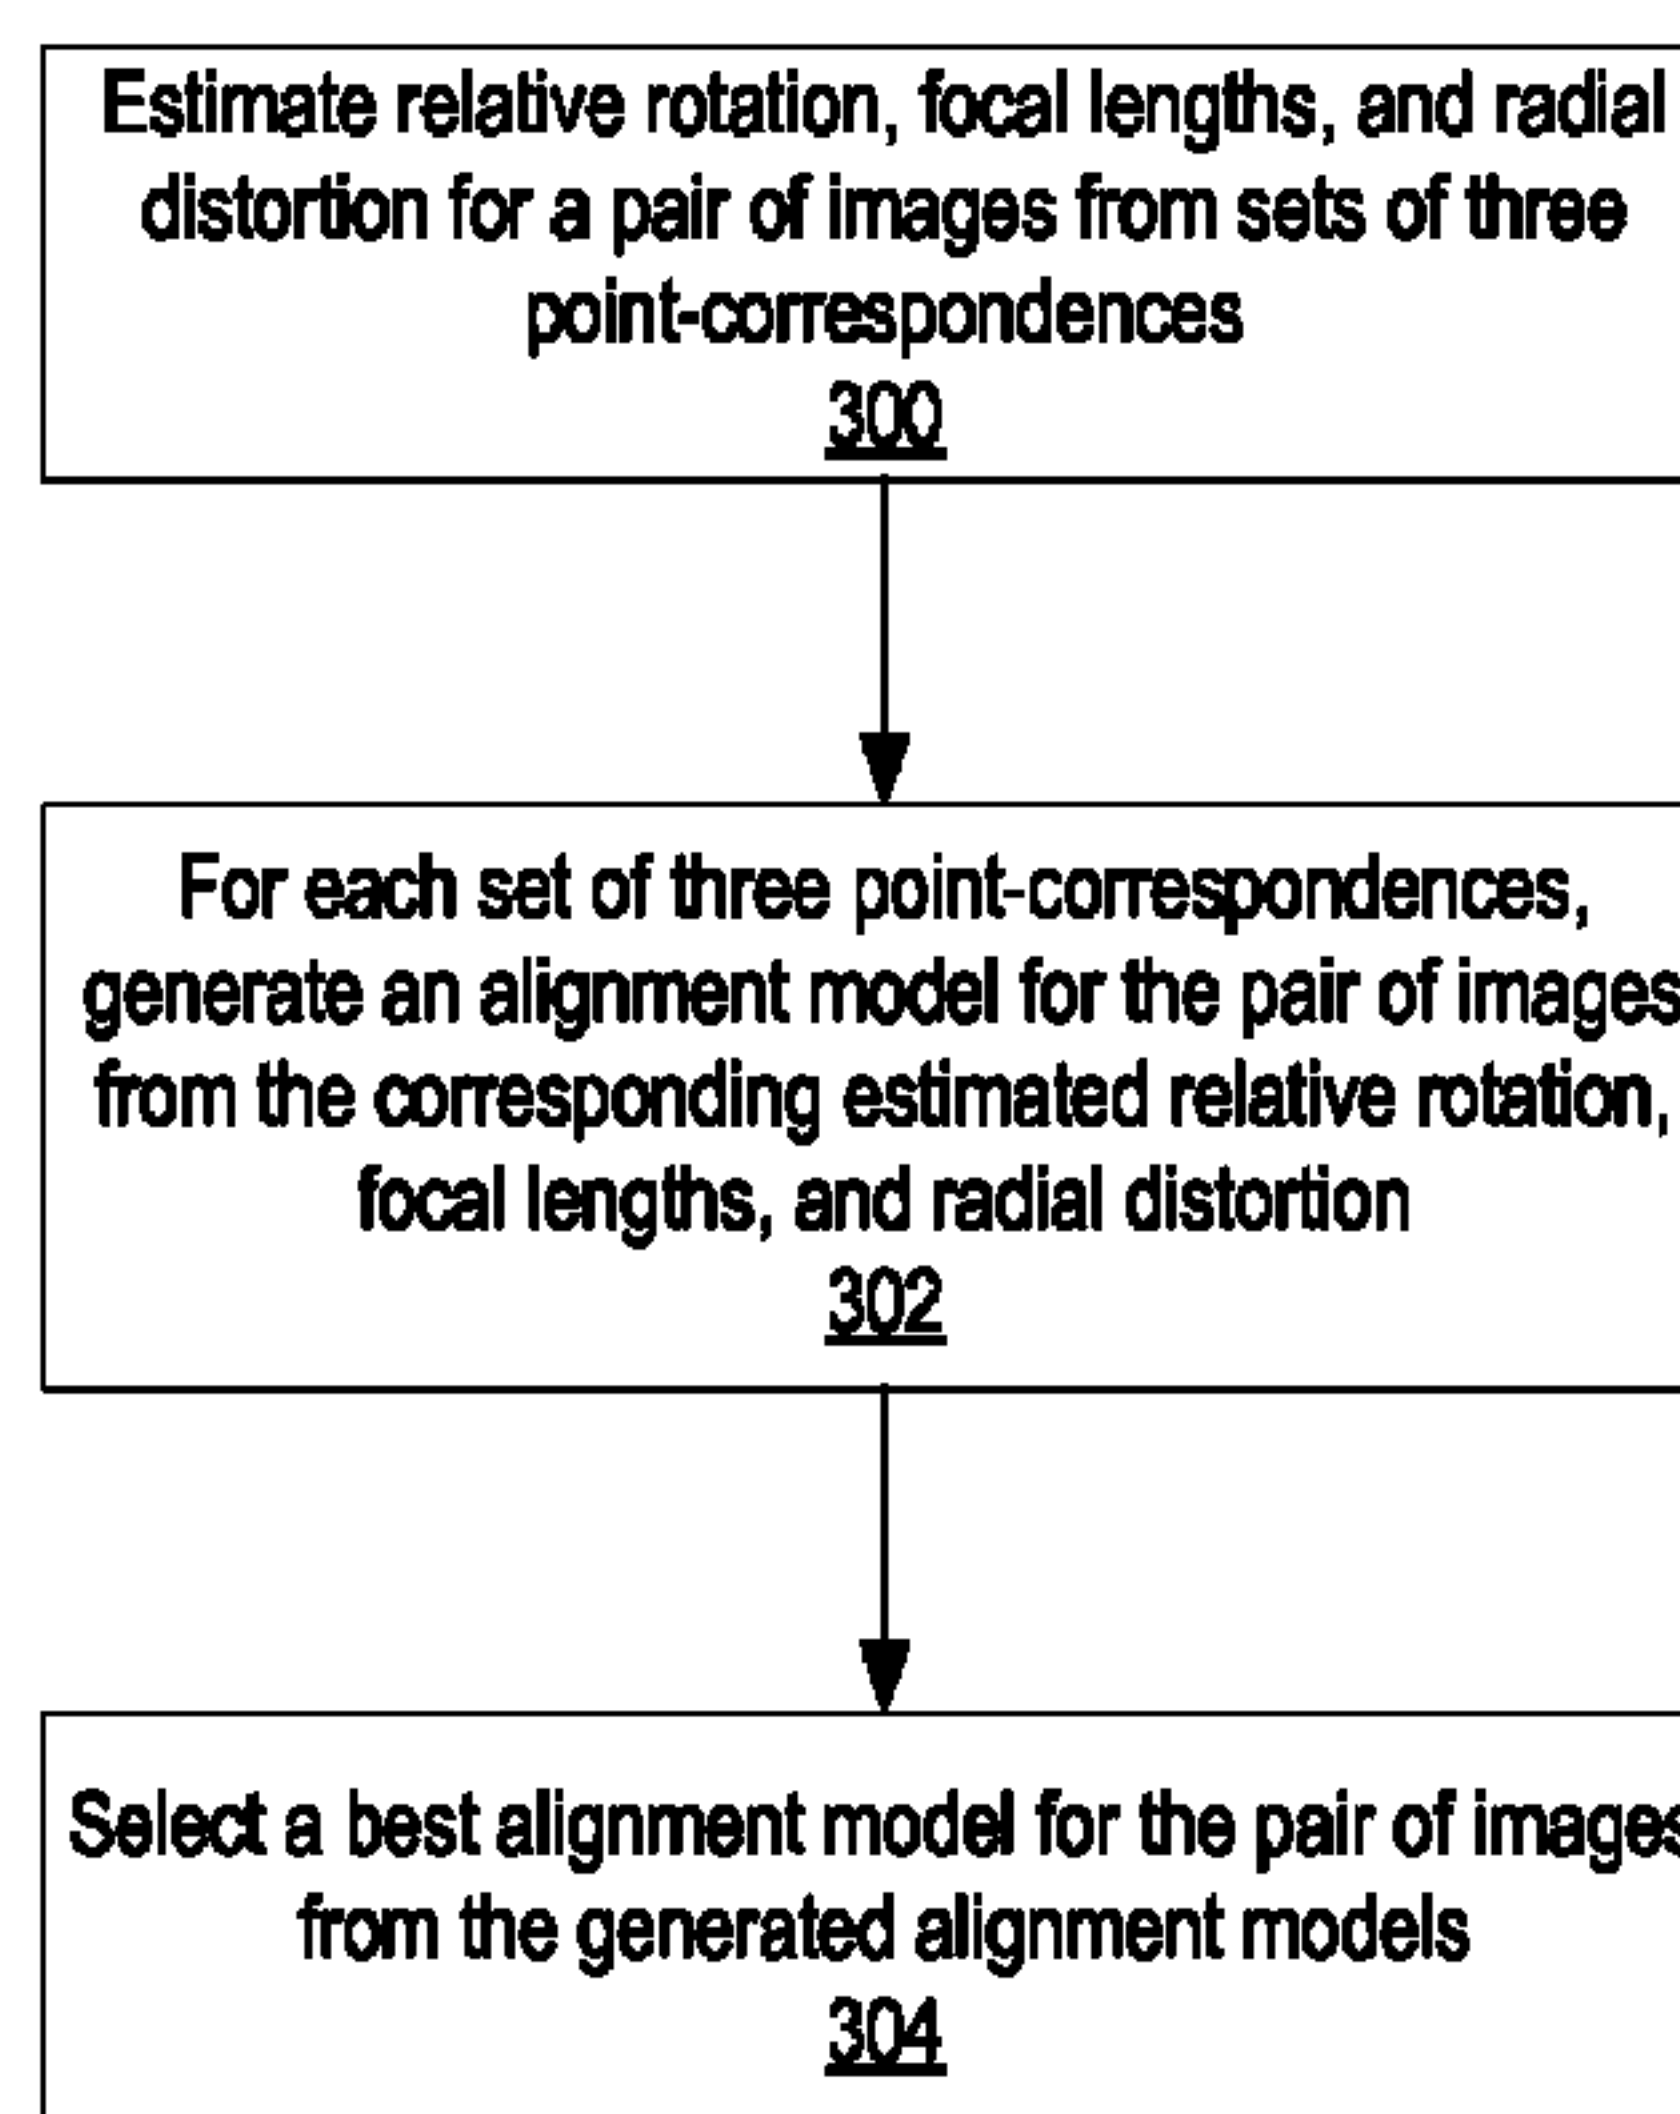 Estimate relative rotation, focal lengths, and radial
distortion for a pair of images from sets of three
point-correspondences
300
For each set of three point-correspondences,
generate an alignment model for the pair of images
from the corresponding estimated relative rotation,
focal lengths, and radial distortion
302
Select a best alignment model for the pair of images
from the generated alignment models
304